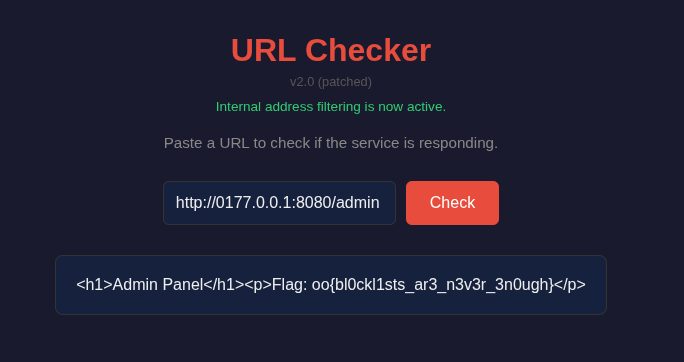 URL Checker
v2.0 (patched)
Internal address filtering is now active.
Paste a URL to check if the service is responding.
http://0177.0.0.1:8080/admin
Check
<h1>Admin Panel</h1><p>Flag: oo{bl0ckl1sts_ar3_n3v3r_3n0ugh}</p>